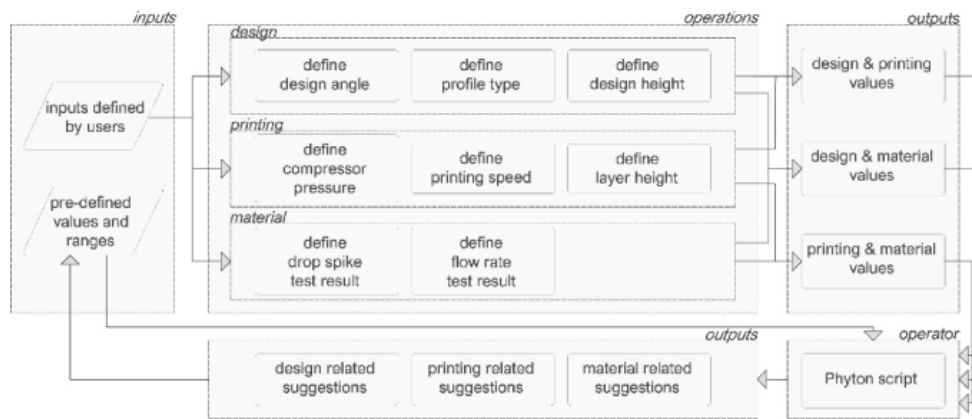 inputs
operations
outputs
design
define
design angle
define
profile type
define
design height
design & printing
values
inputs defined
by users
printing
define
compressor
pressure
define
printing speed
define
layer height
design & material
values
pre-defined
values and
ranges
material
define
drop spike
test result
define
flow rate
test result
printing & material
values
outputs
operator
design related
suggestions
printing related
suggestions
material related
suggestions
Phyton script